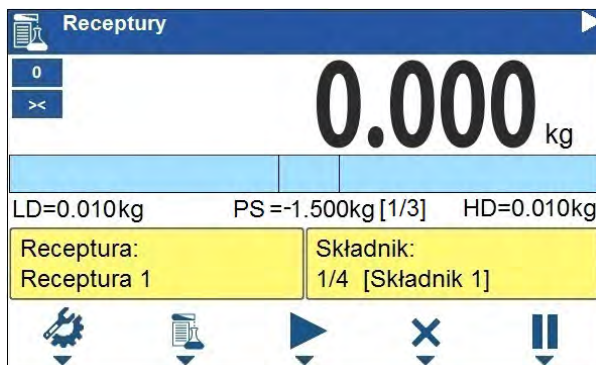 Receptury
0
><
0.000 kg
LD=0.010kg PS =-1.500kg [1/3] HD=0.010kg
Receptura:
Receptura 1
Składnik:
1/4 [Składnik 1]